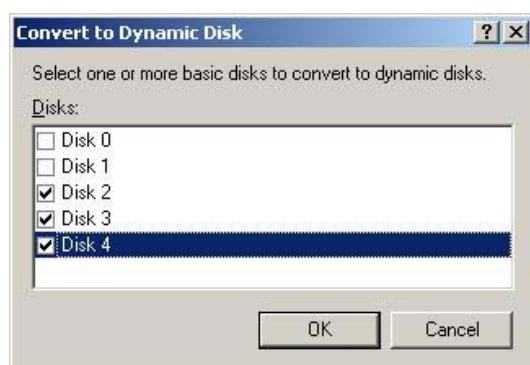 Convert to Dynamic Disk
Select one or more basic disks to convert to dynamic disks.
Disks:
Disk 0
Disk 1
Disk 2
Disk 3
Disk 4
OK Cancel